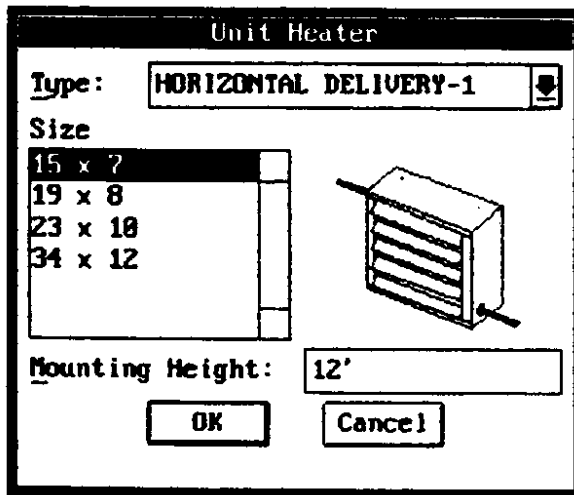 Unit Heater
Type: HORIZONTAL DELIVERY-1
Size
15 x 7
19 x 8
23 x 10
34 x 12
Mounting Height: 12'
OK Cancel